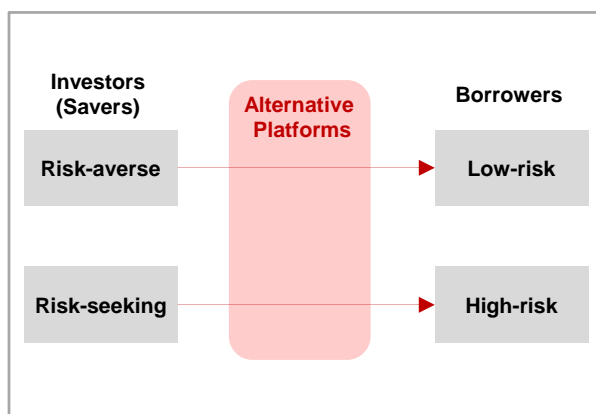 Investors
(Savers)
Alternative
Platforms
Borrowers
Risk-averse
Low-risk
Risk-seeking
High-risk